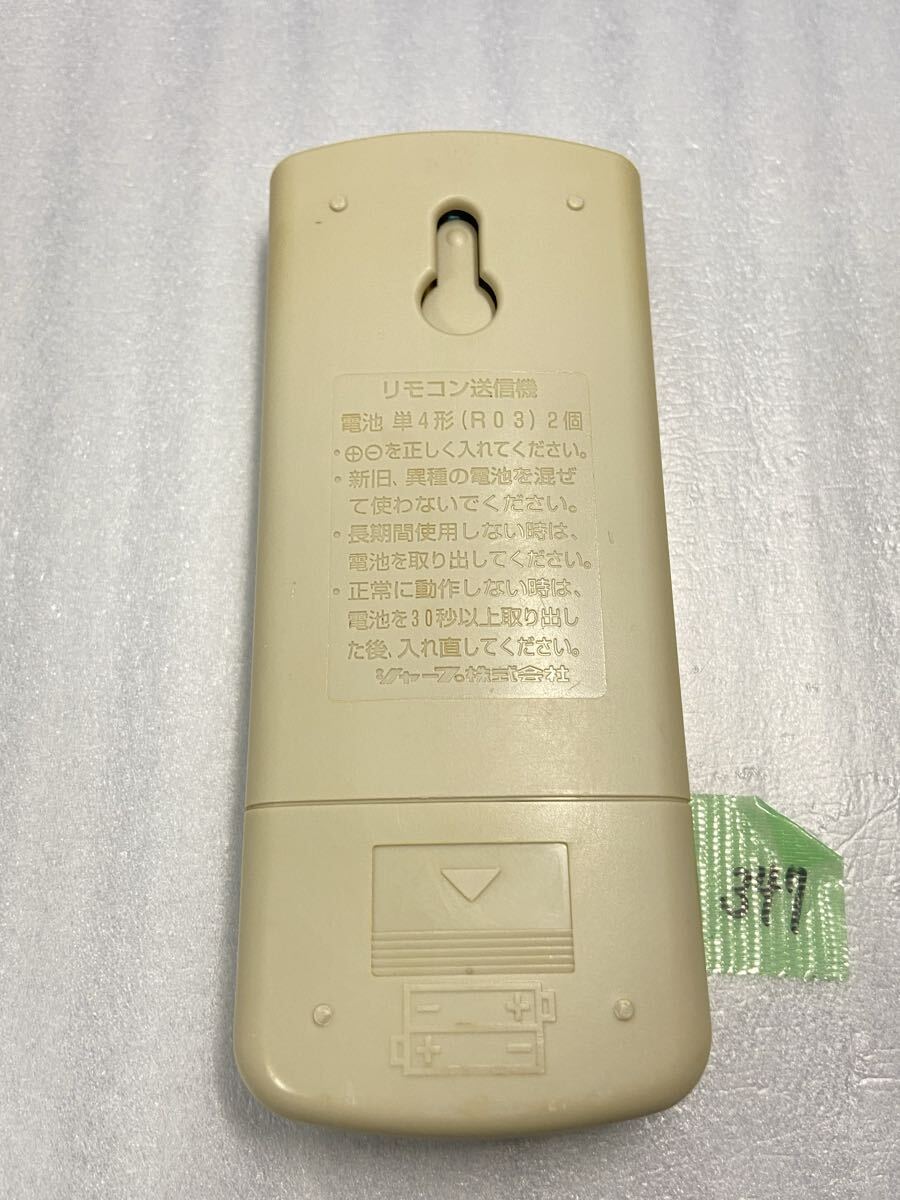 リモコン送信機
電池 単4形(R03)2個
・⊕⊖を正しく入れてください。
・新旧、異種の電池を混ぜ
て使わないでください。
・長期間使用しない時は、
電池を取り出してください。
・正常に動作しない時は、
電池を30秒以上取り出し
た後、入れ直してください。
シャープ株式会社
347
- +
+ -